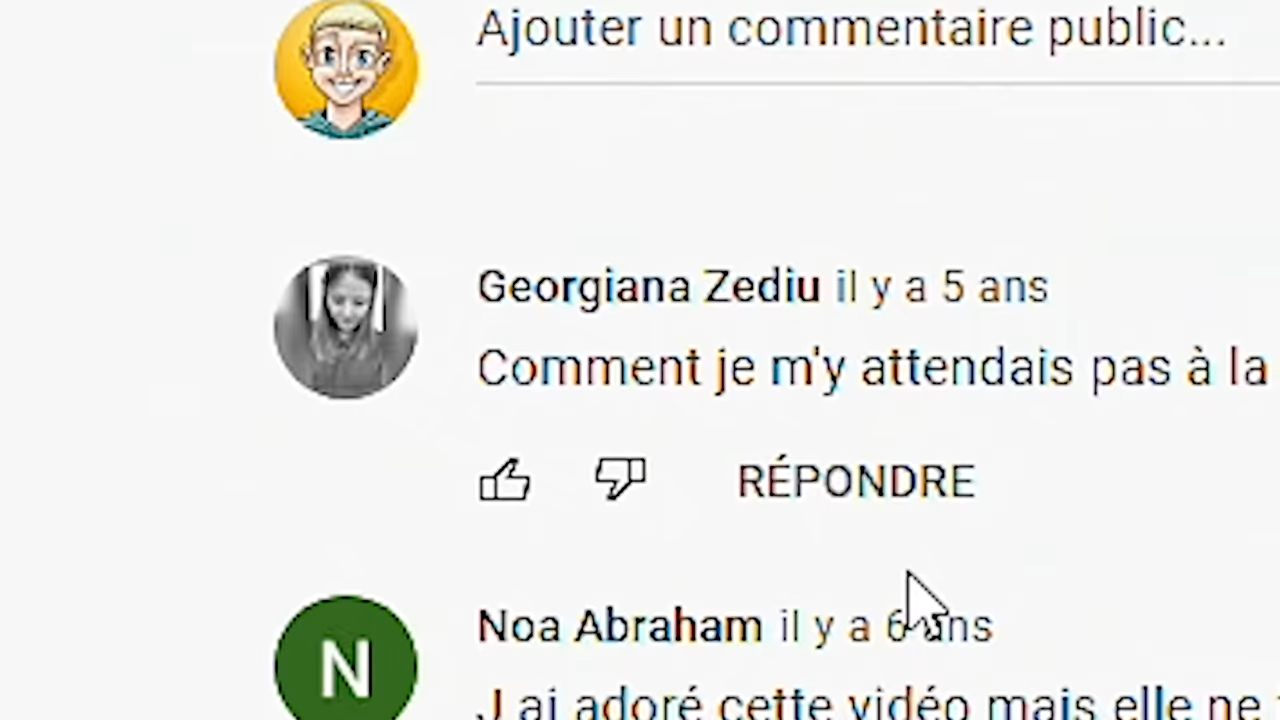 Ajouter un commentaire public...
Georgiana Zediu il y a 5 ans
Comment je m'y attendais pas à la
RÉPONDRE
Noa Abraham il y a 6 ans
N
J ai adoré cette vidéo mais elle ne